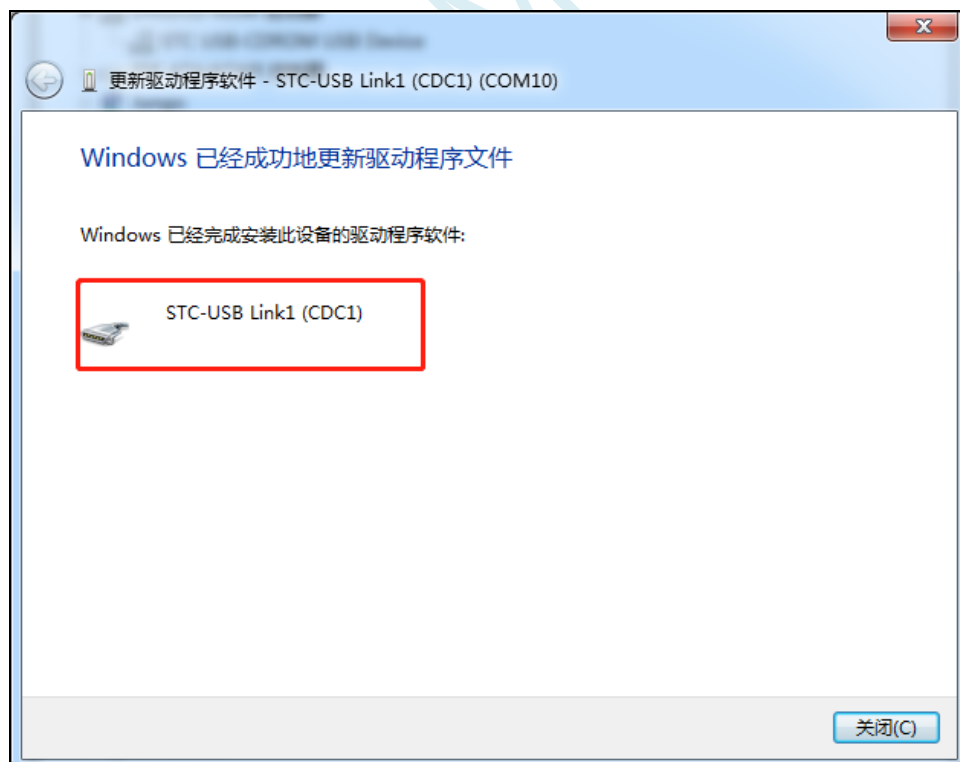 更新驱动程序软件 - STC-USB Link1 (CDC1) (COM10)
Windows 已经成功地更新驱动程序文件
Windows 已经完成安装此设备的驱动程序软件:
STC-USB Link1 (CDC1)
关闭(C)